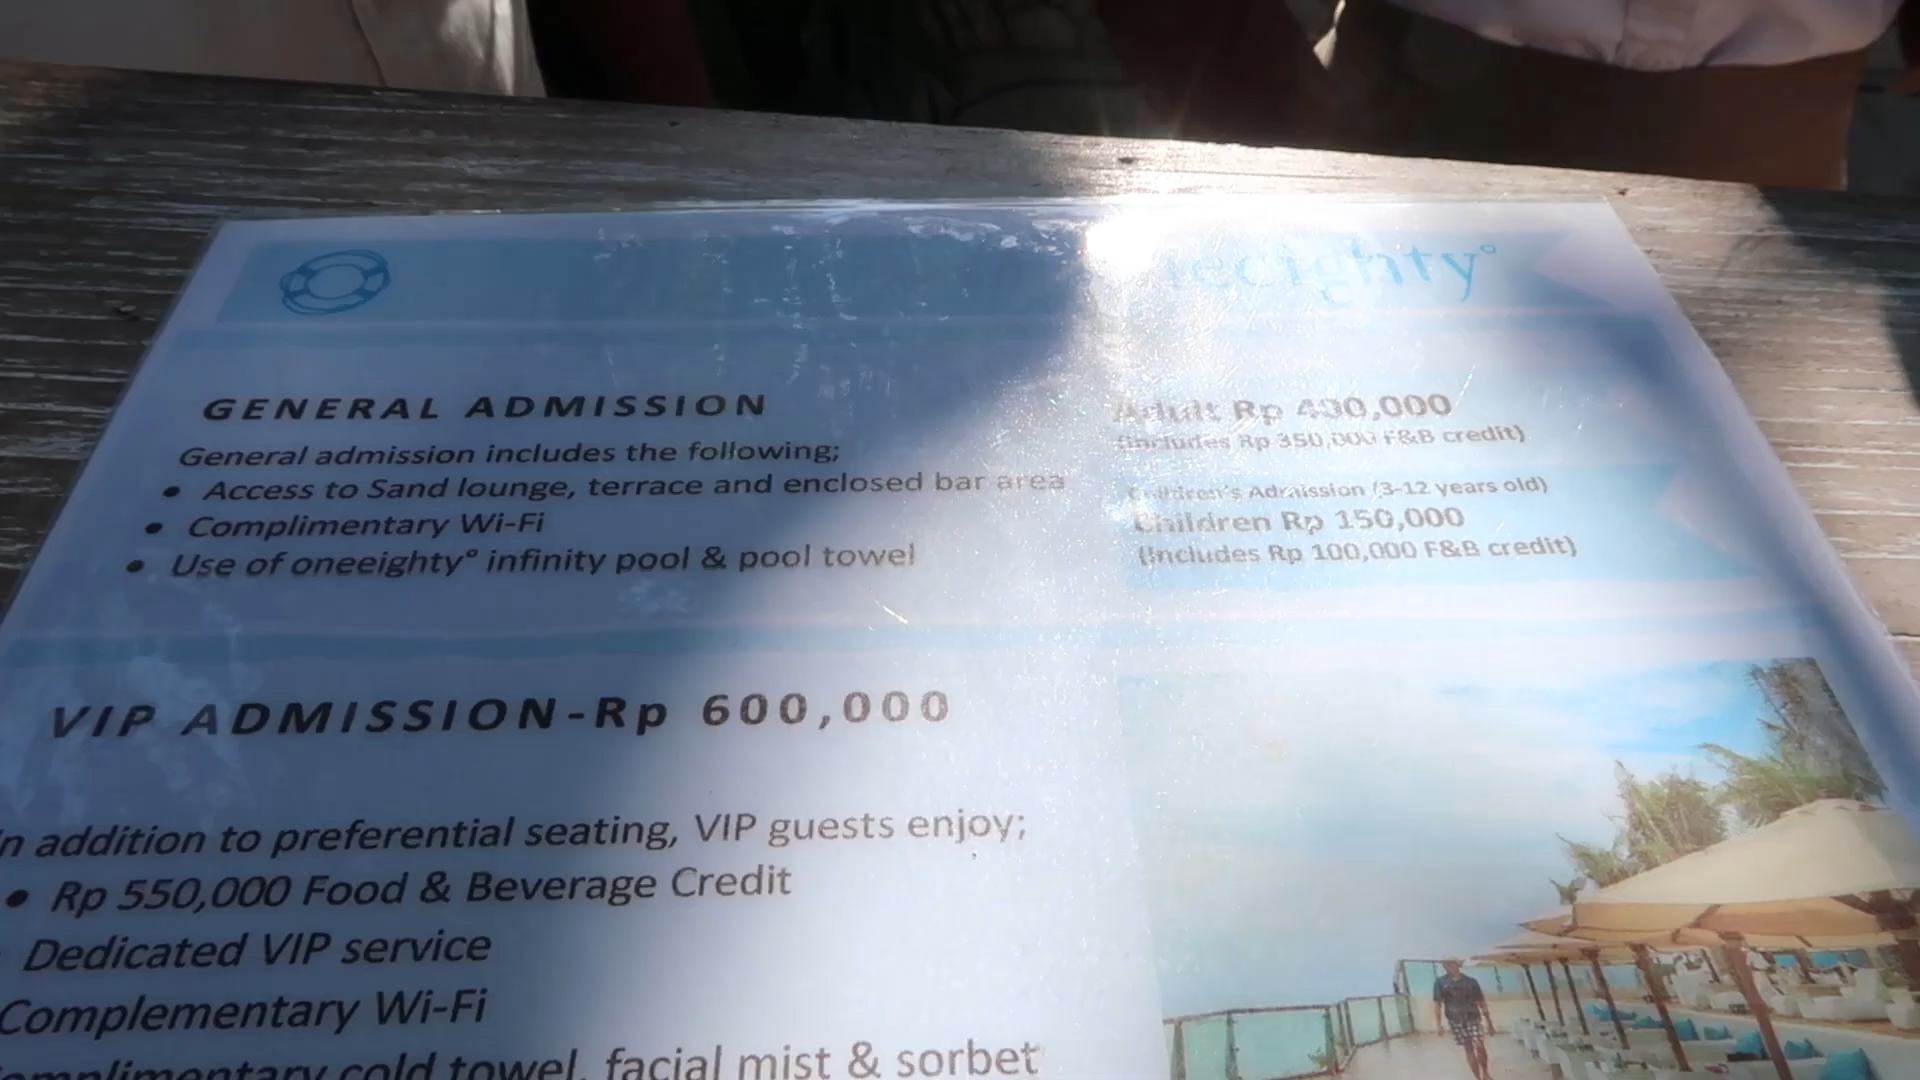 GENERAL ADMISSION
General admission includes the following;
• Access to Sand lounge, terrace and enclosed bar area
• Complimentary Wi-Fi
• Use of oneeighty° infinity pool & pool towel
Adult Rp 400,000
(includes Rp 350,000 F&B credit)
Children's Admission (3-12 years old)
Children Rp 150,000
(includes Rp 100,000 F&B credit)
VIP ADMISSION-Rp 600,000
In addition to preferential seating, VIP guests enjoy;
• Rp 550,000 Food & Beverage Credit
Dedicated VIP service
Complementary Wi-Fi
cold towel, facial mist & sorbet